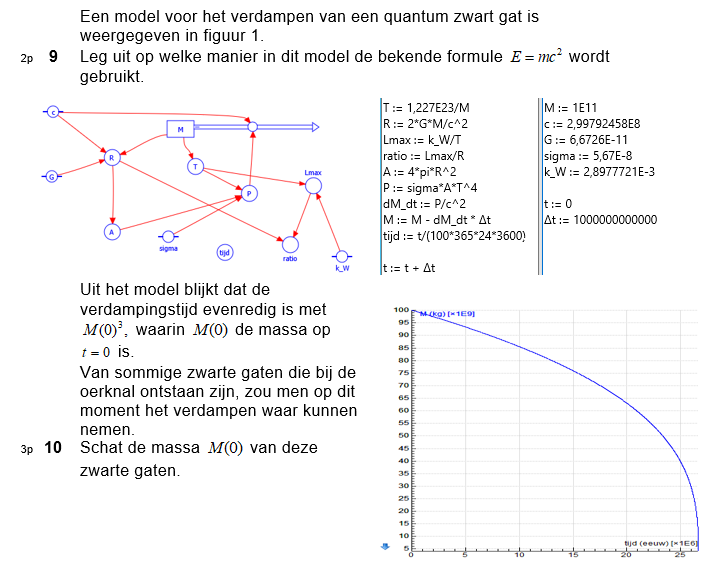 Een model voor het verdampen van een quantum zwart gat is
weergegeven in figuur 1.
2p 9 Leg uit op welke manier in dit model de bekende formule E = mc² wordt
gebruikt.
c
M
R
T
Lmax
G
P
A
sigma
tijd
ratio
k_W
T := 1,227E23/M
R := 2*G*M/c^2
Lmax := k_W/T
ratio := Lmax/R
A := 4*pi*R^2
P := sigma*A*T^4
dM_dt := P/c^2
M := M - dM_dt * Δt
tijd := t/(100*365*24*3600)
t := t + Δt
M := 1E11
c := 2,99792458E8
G := 6,6726E-11
sigma := 5,67E-8
k_W := 2,8977721E-3
t := 0
Δt := 1000000000000
Uit het model blijkt dat de
verdampingstijd evenredig is met
M(0)³, waarin M(0) de massa op
t = 0 is.
Van sommige zwarte gaten die bij de
oerknal ontstaan zijn, zou men op dit
moment het verdampen waar kunnen
nemen.
3p 10 Schat de massa M(0) van deze
zwarte gaten.
M (kg) [×1E9]
100
95
90
85
80
75
70
65
60
55
50
45
40
35
30
25
20
15
10
5
0 5 10 15 20 25
tijd (eeuw) [×1E6]